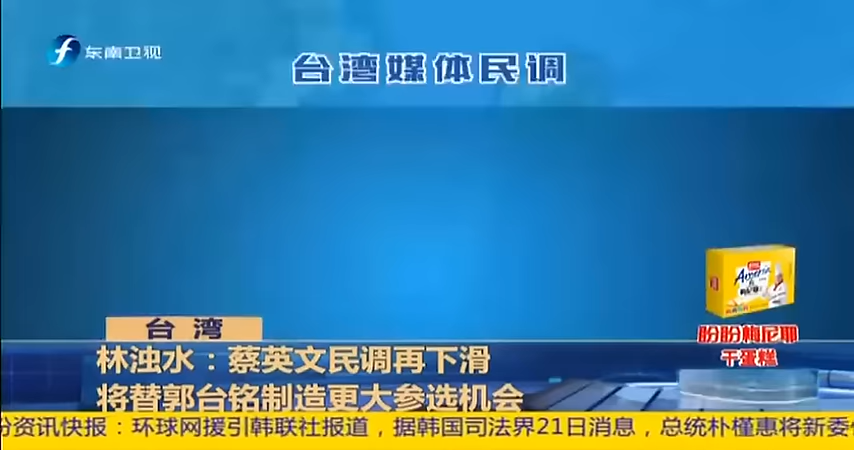 东南卫视
台湾媒体民调
台湾
林浊水：蔡英文民调再下滑
将替郭台铭制造更大参选机会
盼盼梅尼耶
干蛋糕
资讯快报：环球网援引韩联社报道，据韩国司法界21日消息，总统朴槿惠将新委